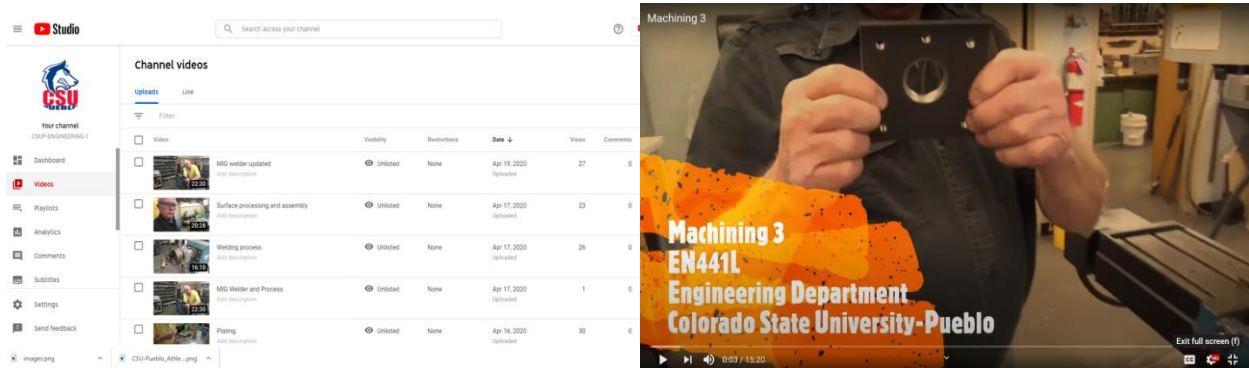 Studio
Search across your channel
CSU
PUEBLO
Your channel
CSUP-ENGINEERING-1
Dashboard
Videos
Playlists
Analytics
Comments
Subtitles
Settings
Send feedback
Channel videos
Uploads Live
Filter
Video Visibility Restrictions Date ↓ Views Comments
MIG welder updated Unlisted None Apr 19, 2020 27 0
22:30 Add description Uploaded
Surface processing and assembly Unlisted None Apr 17, 2020 23 0
20:28 Add description Uploaded
Welding process Unlisted None Apr 17, 2020 26 0
16:10 Add description Uploaded
MIG Welder and Process Unlisted None Apr 17, 2020 1 0
22:30 Add description Uploaded
Plating Unlisted None Apr 16, 2020 30 0
Add description Uploaded
images.png CSU-Pueblo_Athle...png
Machining 3
Machining 3
EN441L
Engineering Department
Colorado State University-Pueblo
Exit full screen (f)
0:03 / 15:20